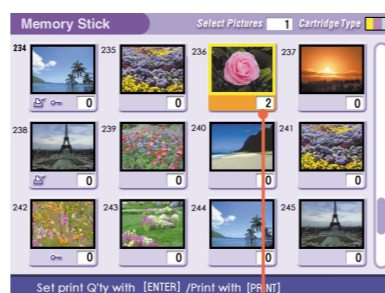 Memory Stick Select Pictures 1 Cartridge Type
234 235 236 237
0 0 2 0
238 239 240 241
0 0 0 0
242 243 244 245
0 0 0 0
Set print Q'ty with [ENTER] /Print with [PRINT]